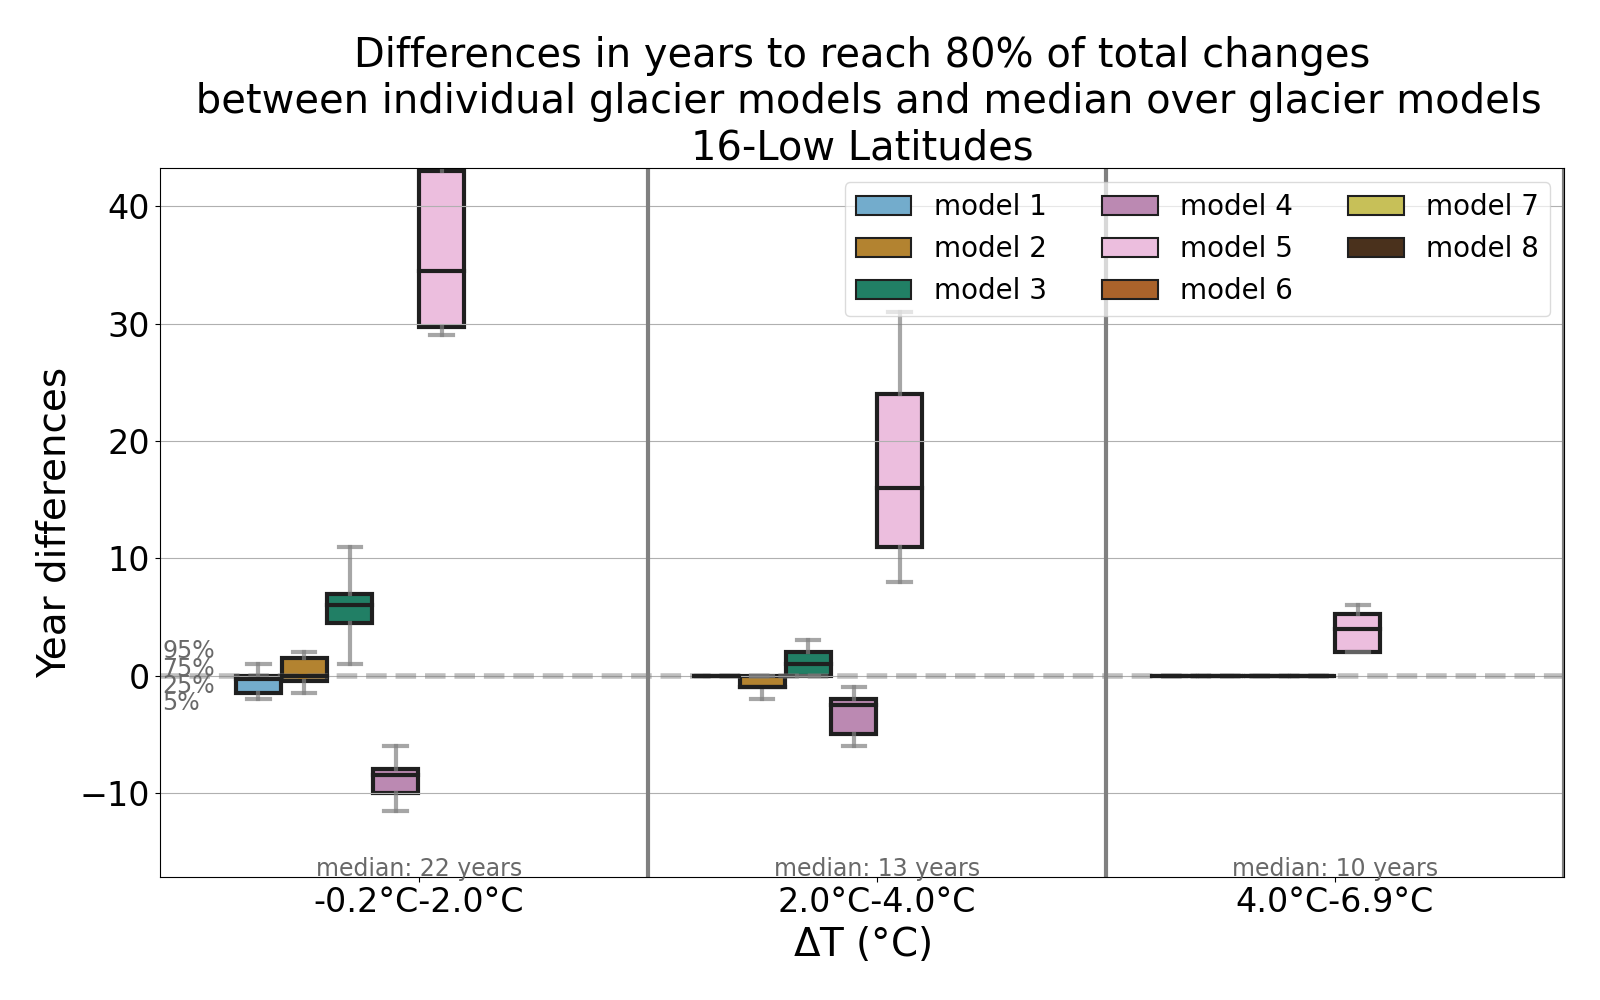 Differences in years to reach 80% of total changes
between individual glacier models and median over glacier models
16-Low Latitudes
model 1
model 2
model 3
model 4
model 5
model 6
model 7
model 8
Year differences
40
30
20
10
0
−10
95%
75%
25%
5%
median: 22 years
median: 13 years
median: 10 years
-0.2°C-2.0°C
2.0°C-4.0°C
4.0°C-6.9°C
ΔT (°C)